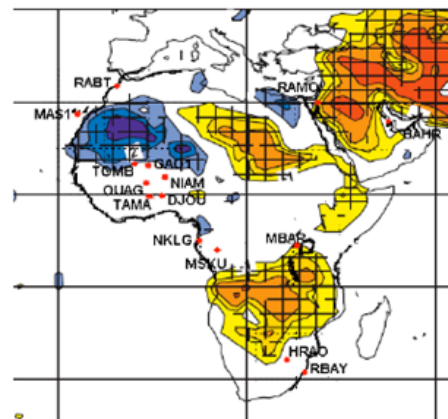 RABT
RAMO
MAS1
BAHR
TOMB
GAO1
OUAG
NIAM
TAMA
DJOU
NKLG
MSKU
MBAR
HRAO
RBAY